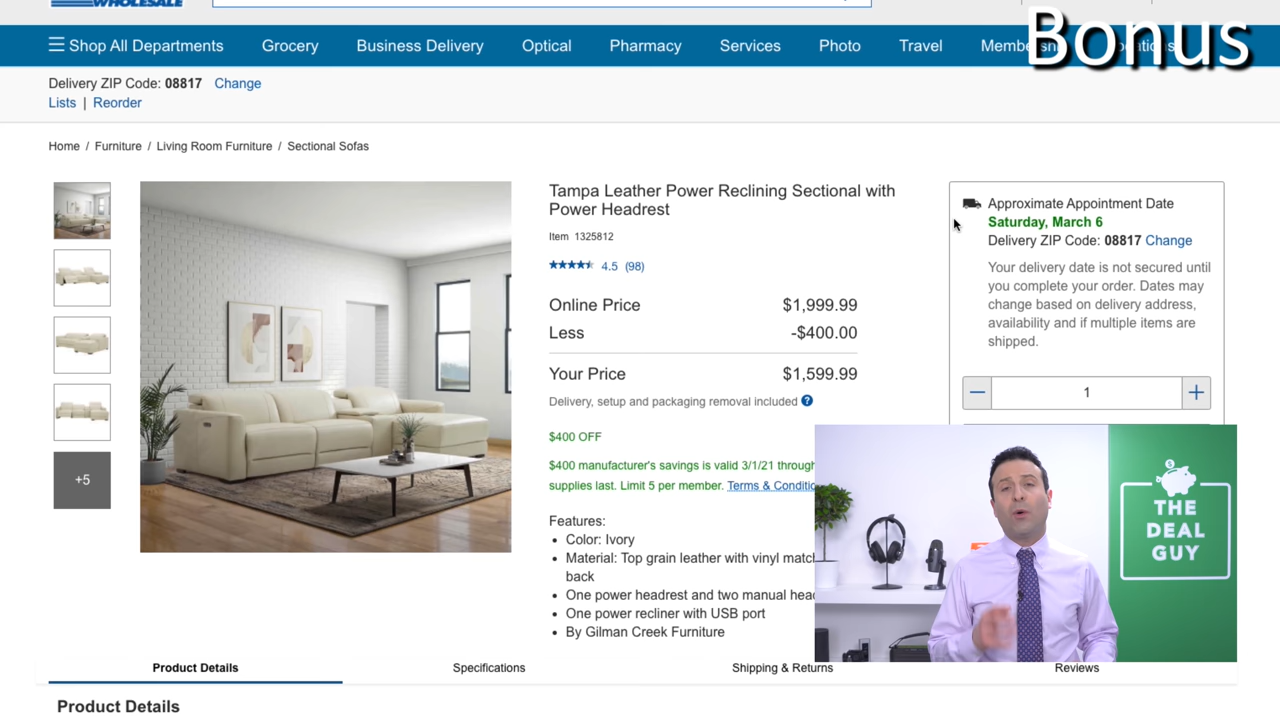 WHOLESALE
Bonus
Shop All Departments Grocery Business Delivery Optical Pharmacy Services Photo Travel
Delivery ZIP Code: 08817 Change
Lists | Reorder
Home / Furniture / Living Room Furniture / Sectional Sofas
Tampa Leather Power Reclining Sectional with
Power Headrest
Item 1325812
4.5 (98)
Online Price $1,999.99
Less -$400.00
Your Price $1,599.99
Delivery, setup and packaging removal included ?
$400 OFF
$400 manufacturer's savings is valid 3/1/21 through
supplies last. Limit 5 per member. Terms &
Features:
Color: Ivory
Material: Top grain leather with vinyl
back
One power headrest and two manual
One power recliner with USB port
By Gilman Creek Furniture
+5
Approximate Appointment Date
Saturday, March 6
Delivery ZIP Code: 08817 Change
Your delivery date is not secured until
you complete your order. Dates may
change based on delivery address,
availability and if multiple items are
shipped.
1
THE
DEAL
GUY
Product Details Specifications Shipping & Returns Reviews
Product Details